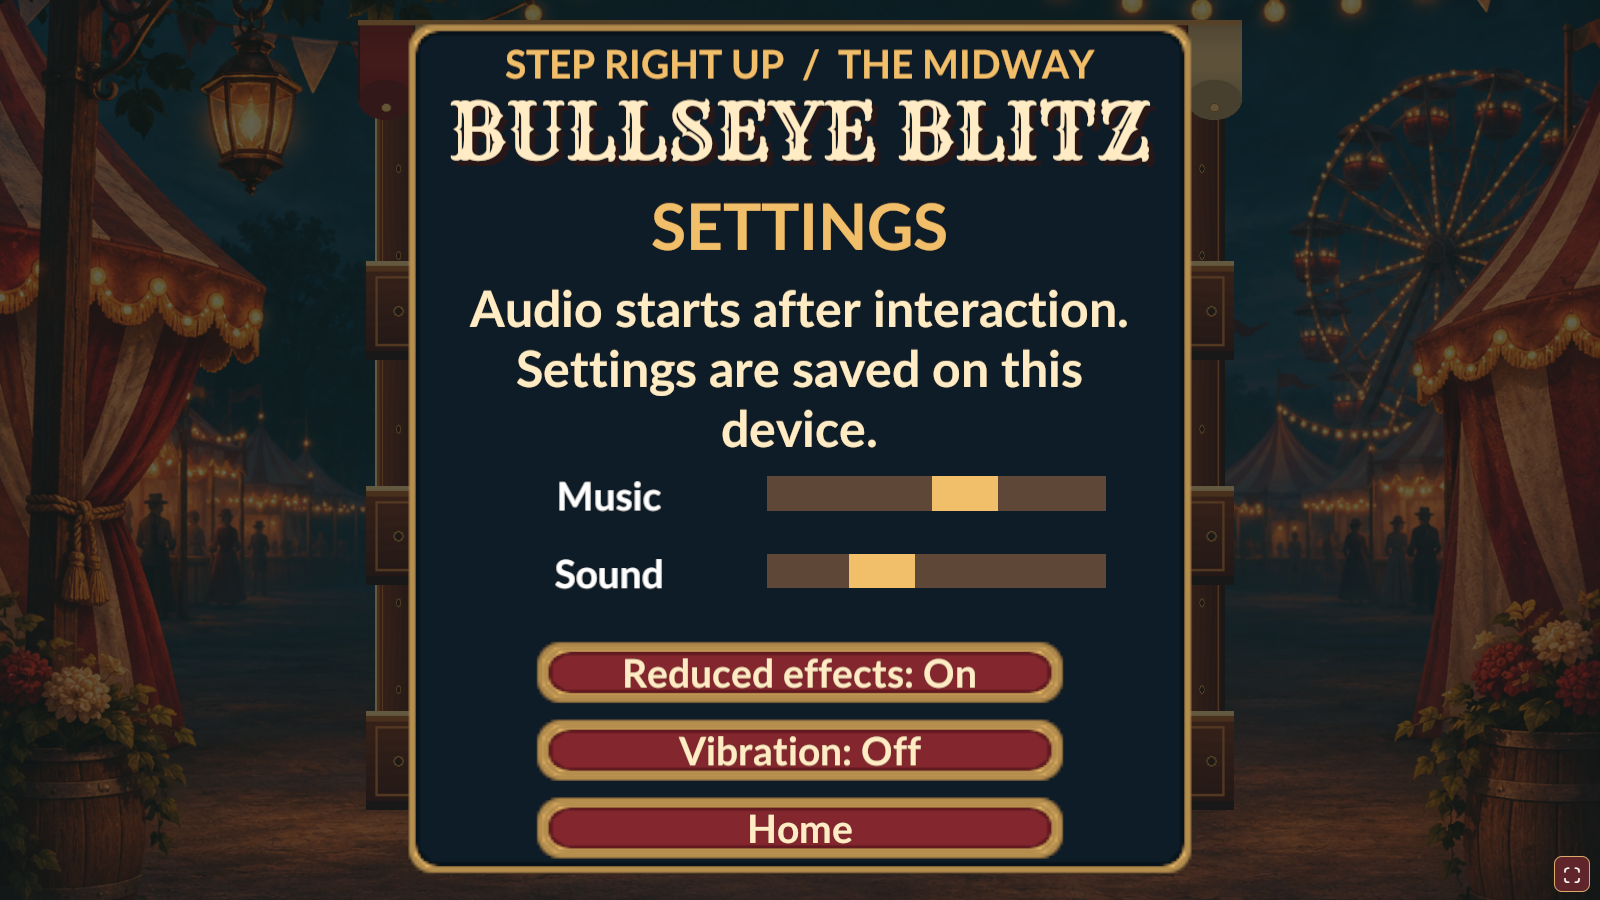 STEP RIGHT UP / THE MIDWAY
BULLSEYE BLITZ
SETTINGS
Audio starts after interaction.
Settings are saved on this
device.
Music
Sound
Reduced effects: On
Vibration: Off
Home